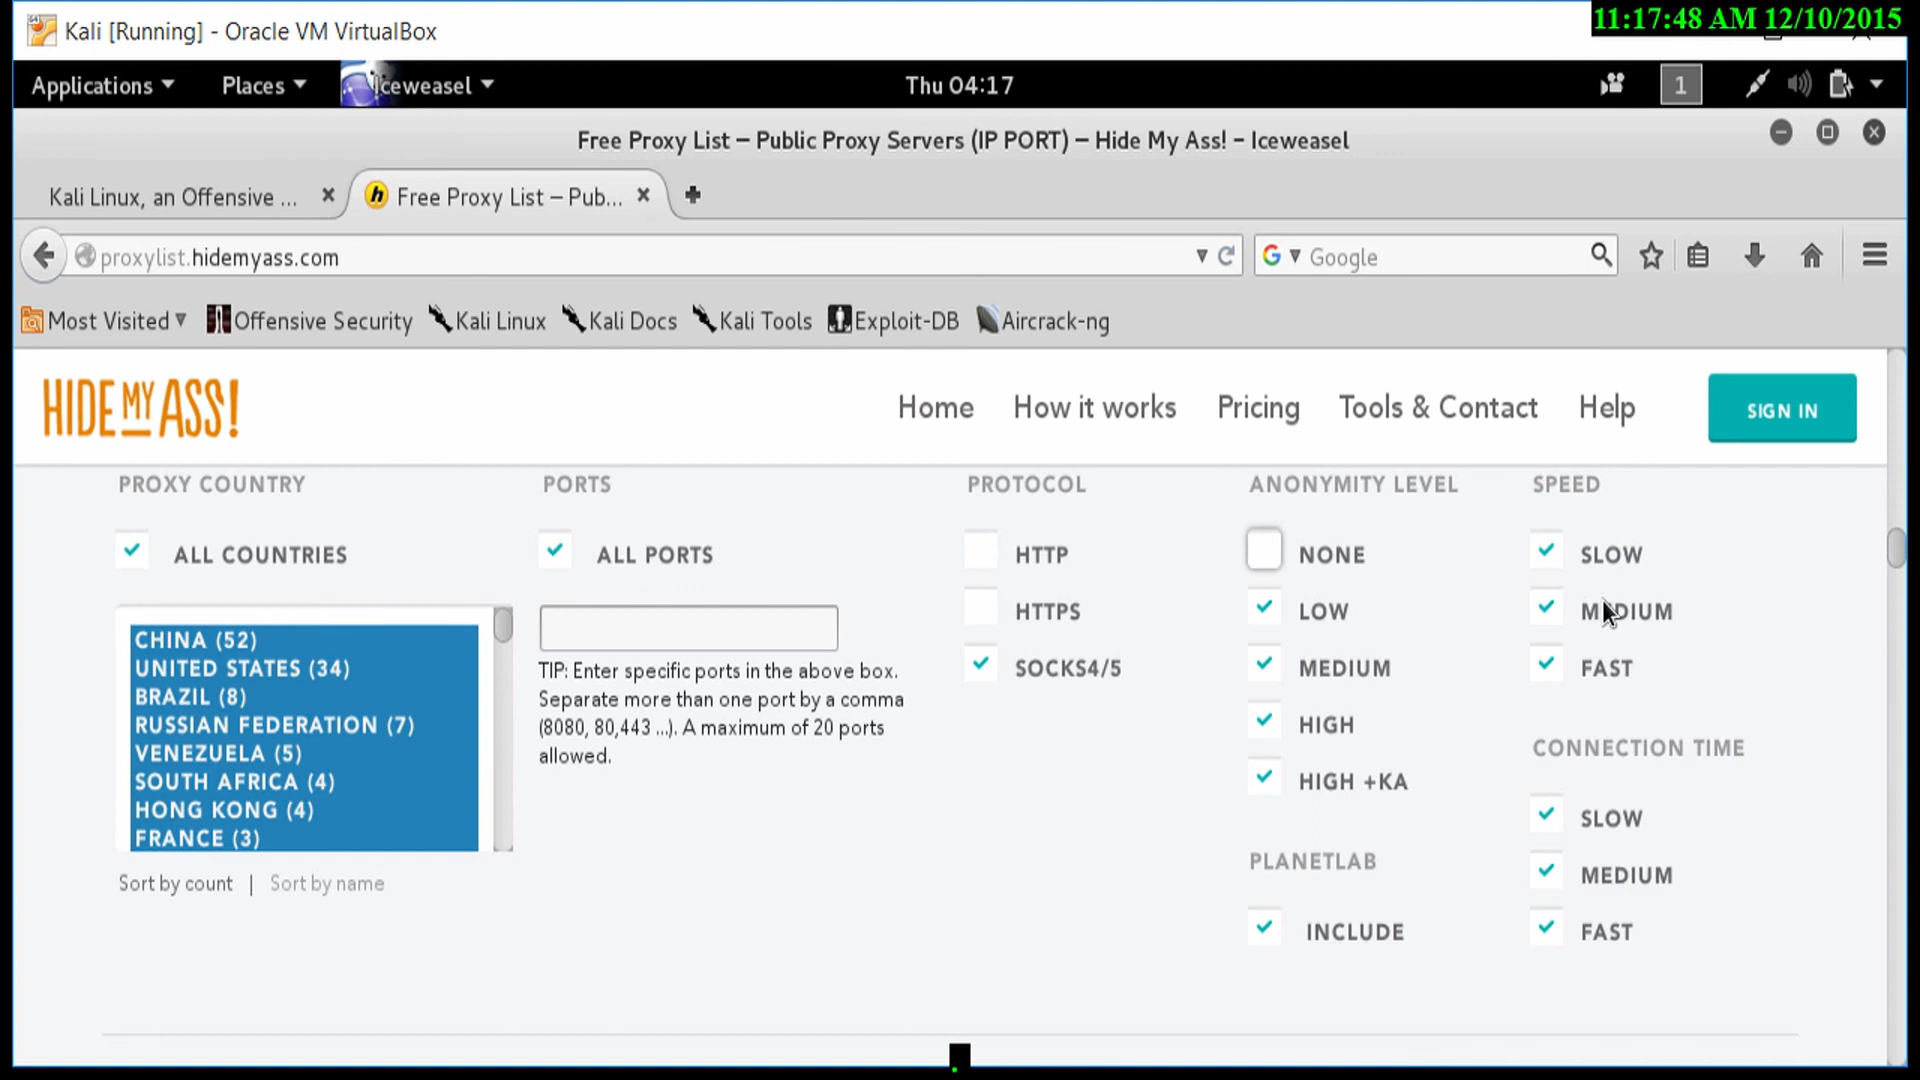 Kali [Running] - Oracle VM VirtualBox
11:17:48 AM 12/10/2015
Applications Places Iceweasel Thu 04:17 1
Free Proxy List – Public Proxy Servers (IP PORT) – Hide My Ass! – Iceweasel
Kali Linux, an Offensive ... Free Proxy List – Pub...
proxylist.hidemyass.com Google
Most Visited Offensive Security Kali Linux Kali Docs Kali Tools Exploit-DB Aircrack-ng
HIDE MY ASS! Home How it works Pricing Tools & Contact Help SIGN IN
PROXY COUNTRY
ALL COUNTRIES
CHINA (52)
UNITED STATES (34)
BRAZIL (8)
RUSSIAN FEDERATION (7)
VENEZUELA (5)
SOUTH AFRICA (4)
HONG KONG (4)
FRANCE (3)
Sort by count | Sort by name
PORTS
ALL PORTS
TIP: Enter specific ports in the above box.
Separate more than one port by a comma
(8080, 80,443 ...). A maximum of 20 ports
allowed.
PROTOCOL
HTTP
HTTPS
SOCKS4/5
ANONYMITY LEVEL
NONE
LOW
MEDIUM
HIGH
HIGH +KA
PLANETLAB
INCLUDE
SPEED
SLOW
MEDIUM
FAST
CONNECTION TIME
SLOW
MEDIUM
FAST